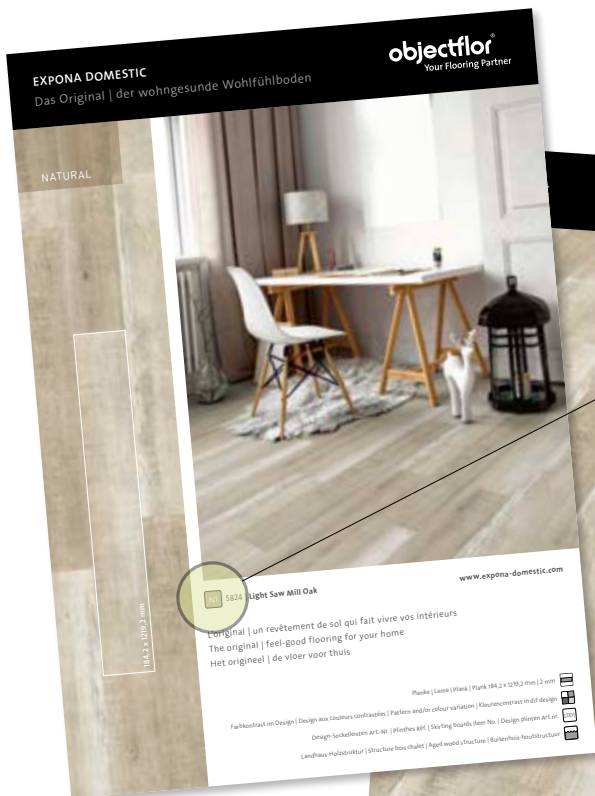 EXPONA DOMESTIC
Das Original | der wohngesunde Wohlfühlboden
objectflor®
Your Flooring Partner
NATURAL
184,2 x 1219,2 mm
5824 Light Saw Mill Oak
www.expona-domestic.com
L'original | un revêtement de sol qui fait vivre vos intérieurs
The original | feel-good flooring for your home
Het origineel | de vloer voor thuis
Planke | Lame | Plank | Plank 184,2 x 1219,2 mm | 2 mm
Farbkontrast im Design | Design aux couleurs contrastées | Pattern and/or colour variation | Kleurencontrast in dit design
Design-Sockelleisten Art.-Nr. | Plinthes Réf. | Skirting boards Item No. | Design plinten Art.nr.
Landhaus-Holzstruktur | Structure bois chalet | Aged wood structure | Buitenhuis-houtstructuur